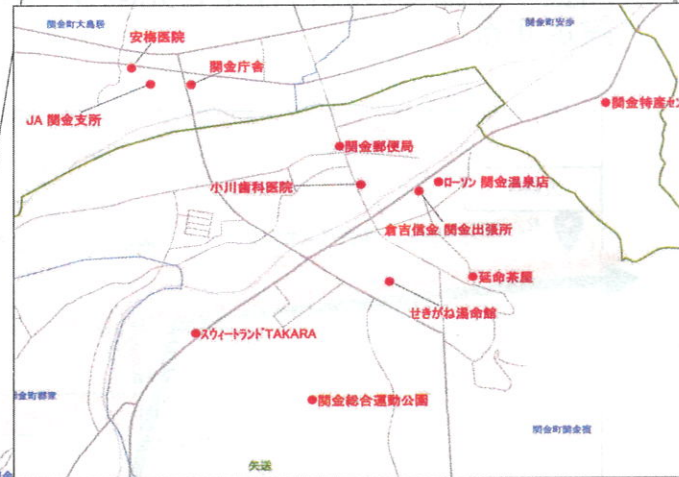 関金町大鳥居
関金町安歩
安梅医院
関金庁舎
JA 関金支所
関金特産セン
関金郵便局
小川歯科医院
ローソン 関金温泉店
倉吉信金 関金出張所
延命茶屋
せきがね湯命館
スウィートランドTAKARA
関金町郡家
関金総合運動公園
関金町関金宿
矢送